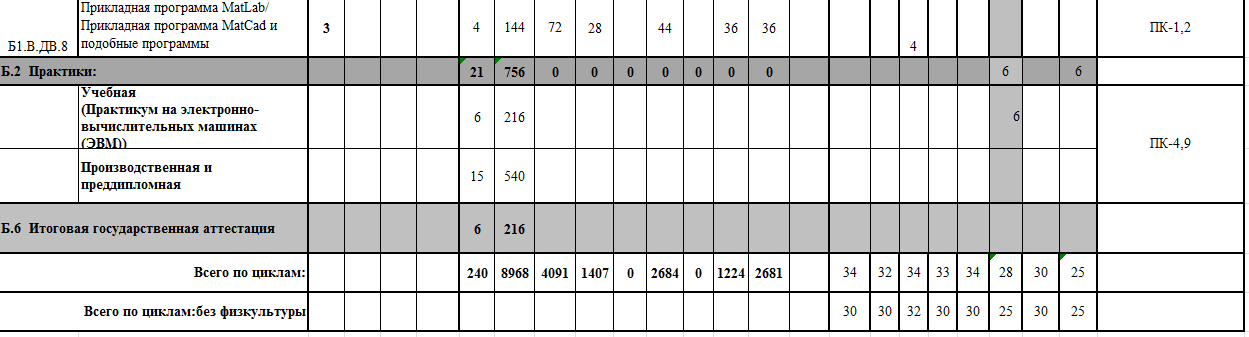 Прикладная программа MatLab/
Прикладная программа MatCad и
подобные программы
Б1.В.ДВ.8 3 4 144 72 28 44 36 36 4 ПК-1,2
Б.2 Практики: 21 756 0 0 0 0 0 0 0 6 6
Учебная
(Практикум на электронно-
вычислительных машинах
(ЭВМ))
6 216 6
ПК-4,9
Производственная и
преддипломная
15 540
Б.6 Итоговая государственная аттестация 6 216
Всего по циклам: 240 8968 4091 1407 0 2684 0 1224 2681 34 32 34 33 34 28 30 25
Всего по циклам:без физкультуры 30 30 32 30 30 25 30 25